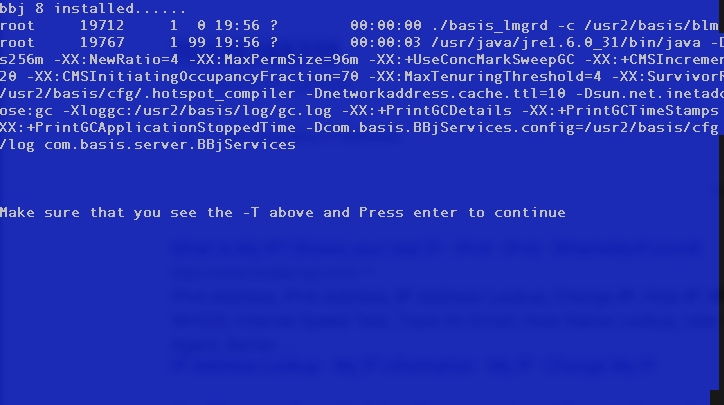 bbj 8 installed......
root     19712     1  0 19:56 ?        00:00:00 ./basis_lmgrd -c /usr2/basis/blm
root     19767     1 99 19:56 ?        00:00:03 /usr/java/jre1.6.0_31/bin/java -D
s256m -XX:NewRatio=4 -XX:MaxPermSize=96m -XX:+UseConcMarkSweepGC -XX:+CMSIncremen
20 -XX:CMSInitiatingOccupancyFraction=70 -XX:MaxTenuringThreshold=4 -XX:SurvivorR
/usr2/basis/cfg/.hotspot_compiler -Dnetworkaddress.cache.ttl=10 -Dsun.net.inetadd
ose:gc -Xloggc:/usr2/basis/log/gc.log -XX:+PrintGCDetails -XX:+PrintGCTimeStamps
XX:+PrintGCApplicationStoppedTime -Dcom.basis.BBjServices.config=/usr2/basis/cfg
/log com.basis.server.BBjServices
Make sure that you see the -T above and Press enter to continue